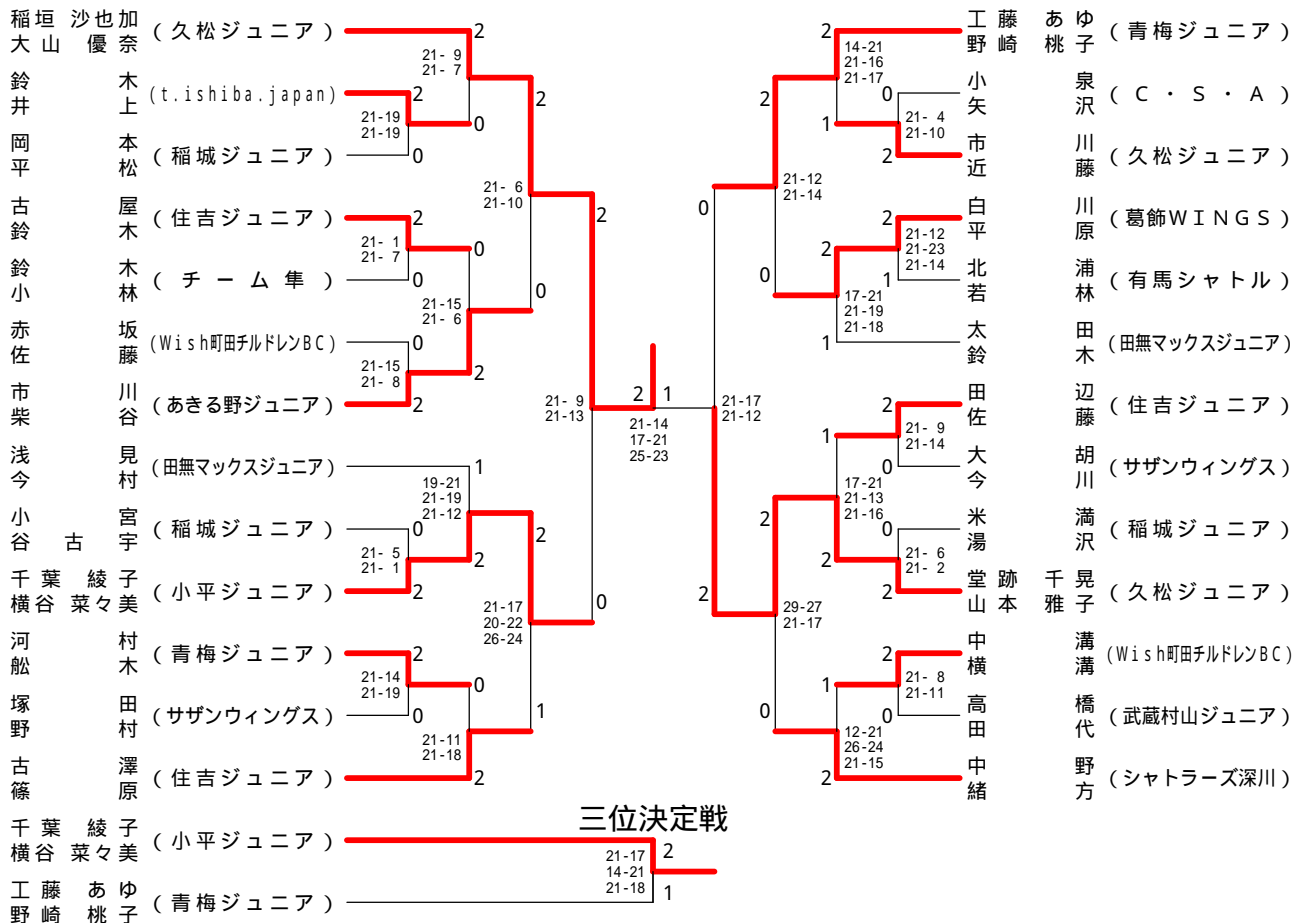 稲垣 沙也加
大山 優奈
(久松ジュニア)
2
21- 9
21- 7
鈴木
井上
(t.ishiba.japan)
2
21-19
21-19
0
岡本
平松
(稲城ジュニア)
0
2
21- 6
21-10
古屋
鈴木
(住吉ジュニア)
2
21- 1
21- 7
0
鈴木
小林
(チーム隼)
0
21-15
21- 6
0
赤坂
佐藤
(Wish町田チルドレンBC)
0
21-15
21- 8
2
市川
柴谷
(あきる野ジュニア)
2
2
21- 9
21-13
浅見
今村
(田無マックスジュニア)
1
19-21
21-19
21-12
小宮
谷古宇
(稲城ジュニア)
0
21- 5
21- 1
2
2
千葉 綾子
横谷 菜々美
(小平ジュニア)
2
21-17
20-22
26-24
0
河村
舩木
(青梅ジュニア)
2
21-14
21-19
0
塚田
野村
(サザンウィングス)
0
21-11
21-18
1
古澤
篠原
(住吉ジュニア)
2
2
1
21-14
17-21
25-23
工藤 あゆ
野崎 桃子
(青梅ジュニア)
2
14-21
21-16
21-17
小泉
矢沢
(C・S・A)
0
21- 4
21-10
1
市川
近藤
(久松ジュニア)
2
2
21-12
21-14
0
白川
平原
(葛飾WINGS)
2
21-12
21-23
21-14
2
北浦
若林
(有馬シャトル)
1
0
17-21
21-19
21-18
太田
鈴木
(田無マックスジュニア)
1
21-17
21-12
田辺
佐藤
(住吉ジュニア)
2
21- 9
21-14
1
大胡
今川
(サザンウィングス)
0
17-21
21-13
21-16
2
米満
湯沢
(稲城ジュニア)
0
21- 6
21- 2
2
堂跡 千晃
山本 雅子
(久松ジュニア)
2
2
29-27
21-17
中溝
横溝
(Wish町田チルドレンBC)
2
21- 8
21-11
1
高橋
田代
(武蔵村山ジュニア)
0
0
12-21
26-24
21-15
中野
緒方
(シャトラーズ深川)
2
三位決定戦
千葉 綾子
横谷 菜々美
(小平ジュニア)
21-17
14-21
21-18
2
1
工藤 あゆ
野崎 桃子
(青梅ジュニア)